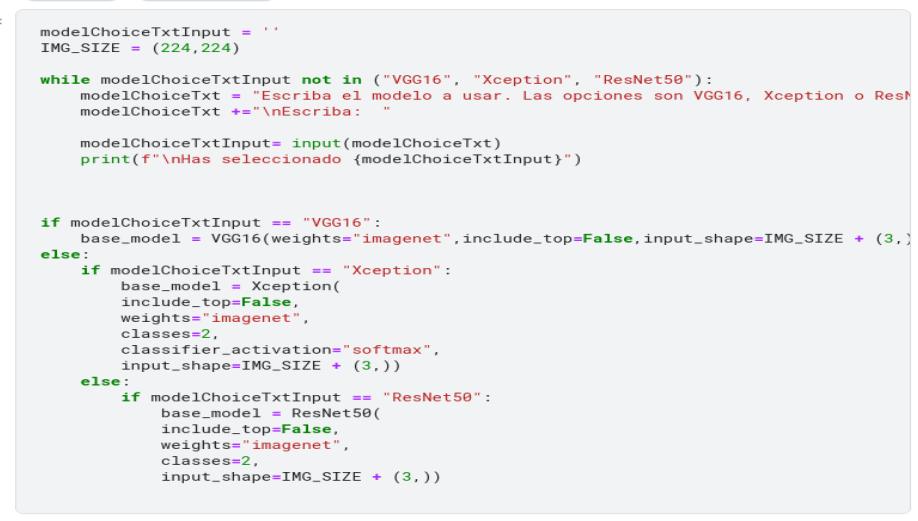 modelChoiceTxtInput = ''
IMG_SIZE = (224,224)
while modelChoiceTxtInput not in ("VGG16", "Xception", "ResNet50"):
modelChoiceTxt = "Escriba el modelo a usar. Las opciones son VGG16, Xception o Res
modelChoiceTxt +="\nEscriba:  "
modelChoiceTxtInput= input(modelChoiceTxt)
print(f"\nHas seleccionado {modelChoiceTxtInput}")
if modelChoiceTxtInput == "VGG16":
base_model = VGG16(weights="imagenet",include_top=False,input_shape=IMG_SIZE + (3,)
else:
if modelChoiceTxtInput == "Xception":
base_model = Xception(
include_top=False,
weights="imagenet",
classes=2,
classifier_activation="softmax",
input_shape=IMG_SIZE + (3,))
else:
if modelChoiceTxtInput == "ResNet50":
base_model = ResNet50(
include_top=False,
weights="imagenet",
classes=2,
input_shape=IMG_SIZE + (3,))